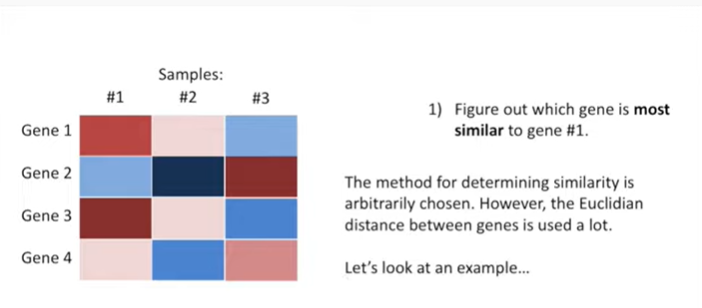 Samples:
#1 #2 #3
Gene 1
Gene 2
Gene 3
Gene 4
1) Figure out which gene is most
similar to gene #1.
The method for determining similarity is
arbitrarily chosen. However, the Euclidian
distance between genes is used a lot.
Let's look at an example...